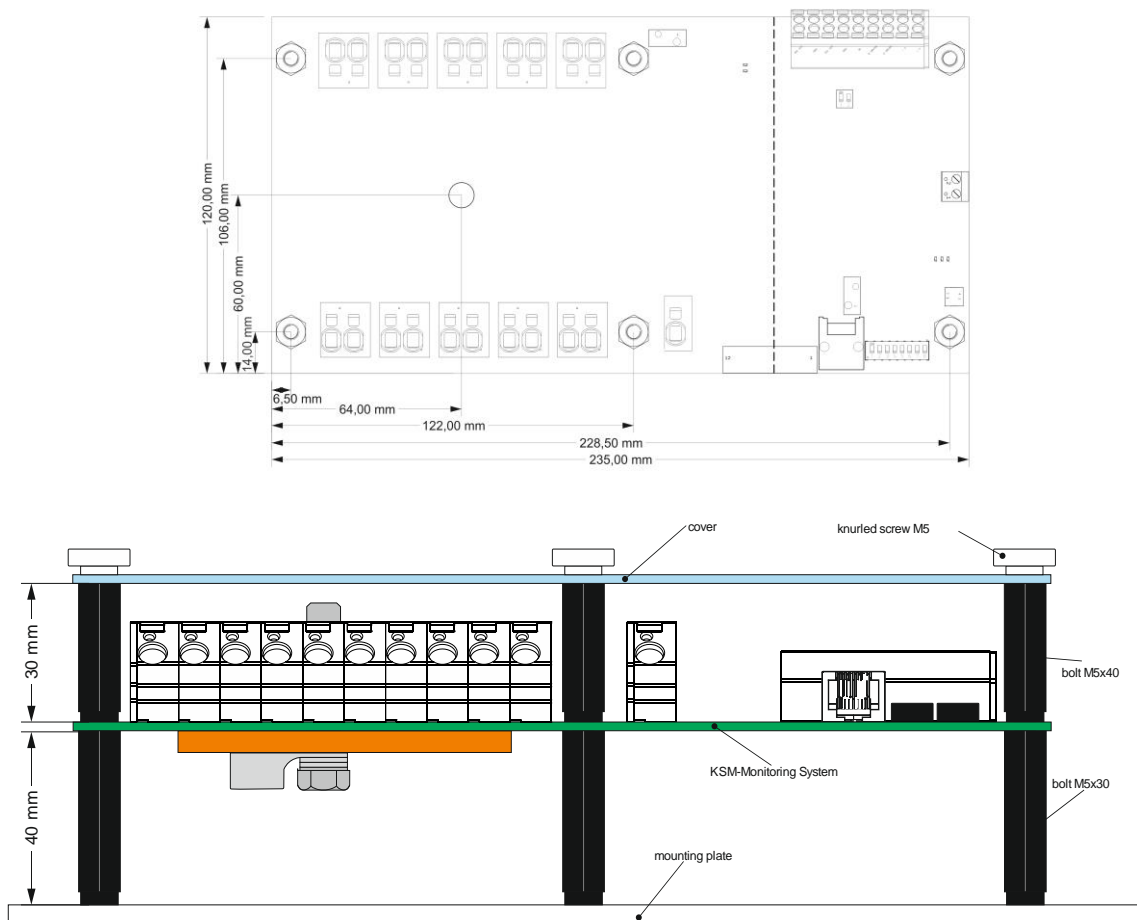 120,00 mm
106,00 mm
60,00 mm
14,00 mm
6,50 mm
64,00 mm
122,00 mm
228,50 mm
235,00 mm
cover
knurled screw M5
30 mm
bolt M5x40
KSM-Monitoring System
bolt M5x30
40 mm
mounting plate